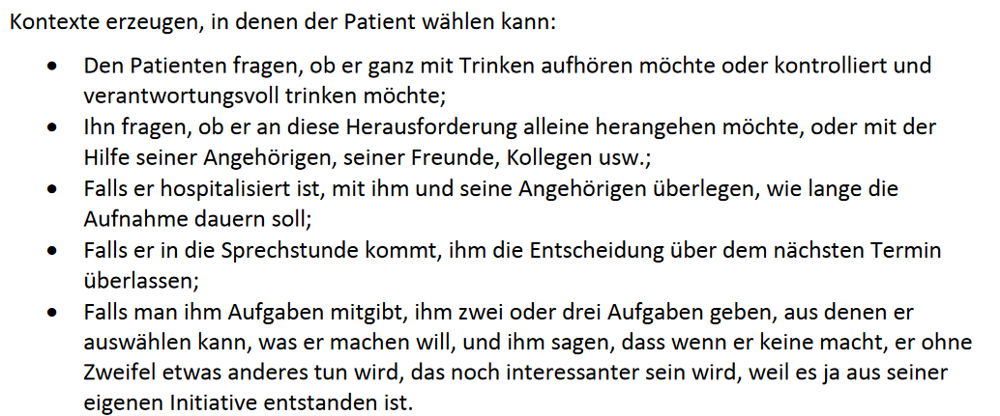 Kontexte erzeugen, in denen der Patient wählen kann:
• Den Patienten fragen, ob er ganz mit Trinken aufhören möchte oder kontrolliert und
verantwortungsvoll trinken möchte;
• Ihn fragen, ob er an diese Herausforderung alleine herangehen möchte, oder mit der
Hilfe seiner Angehörigen, seiner Freunde, Kollegen usw.;
• Falls er hospitalisiert ist, mit ihm und seine Angehörigen überlegen, wie lange die
Aufnahme dauern soll;
• Falls er in die Sprechstunde kommt, ihm die Entscheidung über dem nächsten Termin
überlassen;
• Falls man ihm Aufgaben mitgibt, ihm zwei oder drei Aufgaben geben, aus denen er
auswählen kann, was er machen will, und ihm sagen, dass wenn er keine macht, er ohne
Zweifel etwas anderes tun wird, das noch interessanter sein wird, weil es ja aus seiner
eigenen Initiative entstanden ist.